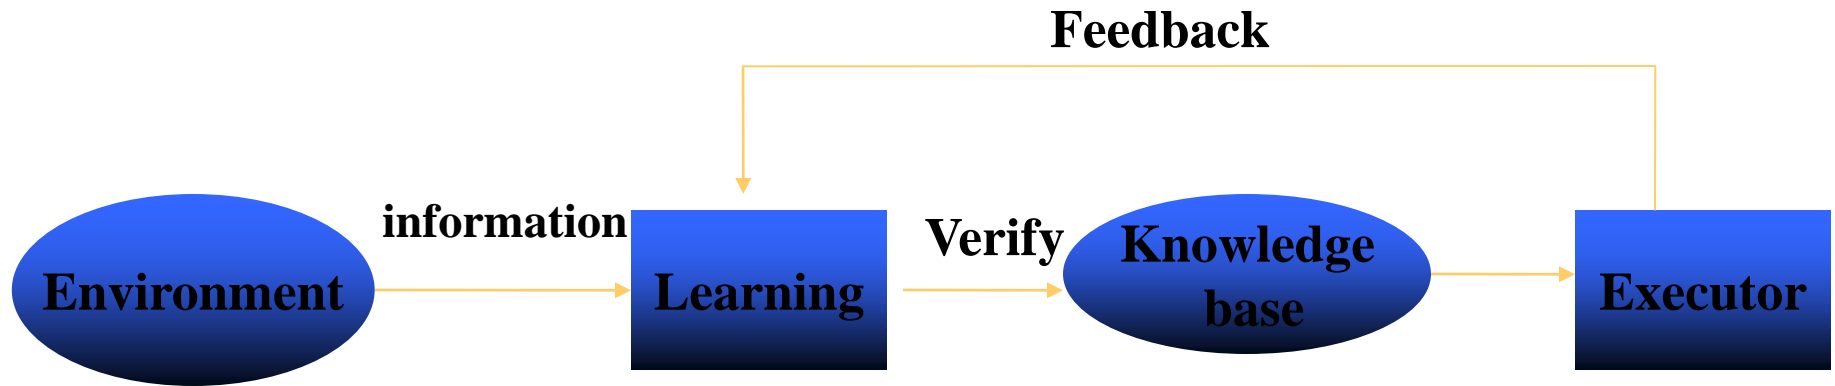 Feedback
information
Verify
Environment
Learning
Knowledge
base
Executor